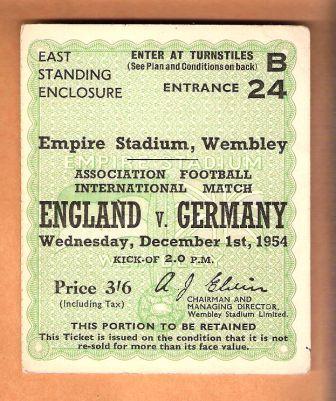 EAST
STANDING
ENCLOSURE
ENTER AT TURNSTILES
(See Plan and Conditions on back)
B
ENTRANCE 24
Empire Stadium, Wembley
EMPIRE STADIUM
ASSOCIATION FOOTBALL
INTERNATIONAL MATCH
ENGLAND v. GERMANY
Wednesday, December 1st, 1954
KICK-OF 2.0 P.M.
Price 3/6
(Including Tax)
A J Elvin
CHAIRMAN AND
MANAGING DIRECTOR,
Wembley Stadium Limited.
THIS PORTION TO BE RETAINED
This Ticket is issued on the condition that it is not
re-sold for more than its face value.